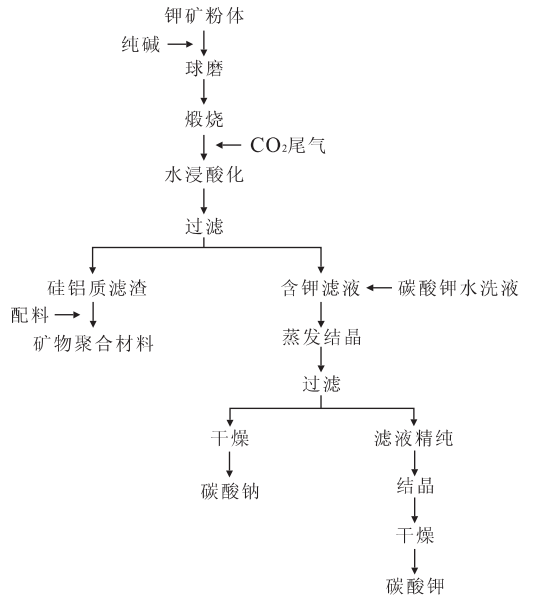 钾矿粉体
纯碱
球磨
煅烧
CO₂尾气
水浸酸化
过滤
硅铝质滤渣
含钾滤液
碳酸钾水洗液
配料
矿物聚合材料
蒸发结晶
过滤
干燥
滤液精纯
碳酸钠
结晶
干燥
碳酸钾